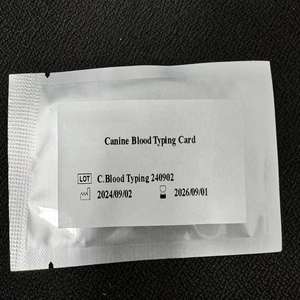 Canine Blood Typing Card
LOT C.Blood Typing 240902
2024/09/02 2026/09/01